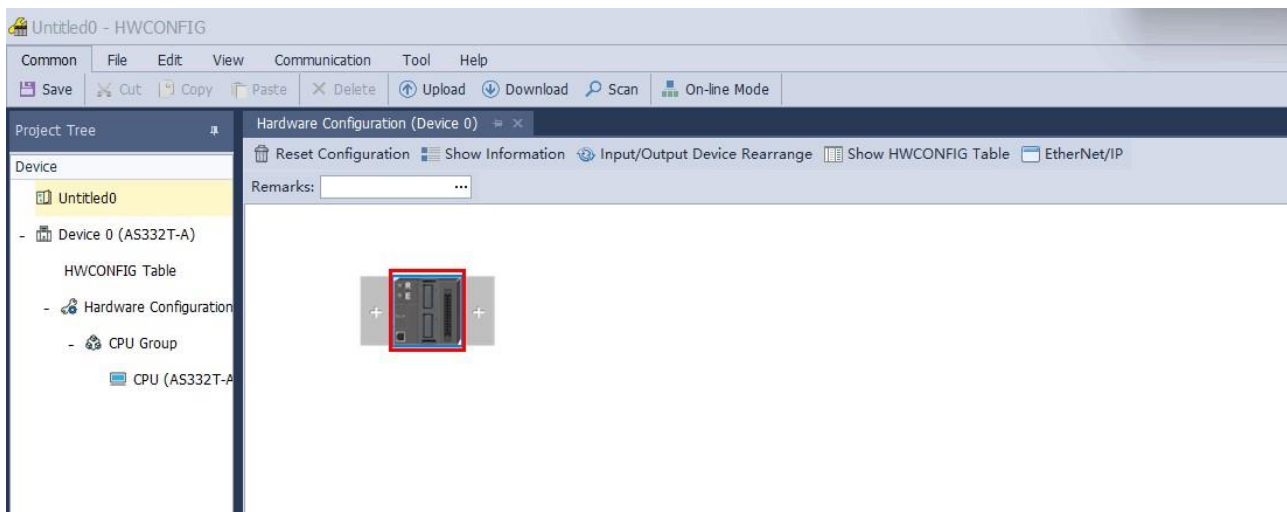 Untitled0 - HWCONFIG
Common File Edit View Communication Tool Help
Save Cut Copy Paste Delete Upload Download Scan On-line Mode
Project Tree
Hardware Configuration (Device 0)
Device
Reset Configuration Show Information Input/Output Device Rearrange Show HWCONFIG Table EtherNet/IP
Remarks: ...
Untitled0
- Device 0 (AS332T-A)
HWCONFIG Table
- Hardware Configuration
- CPU Group
CPU (AS332T-A